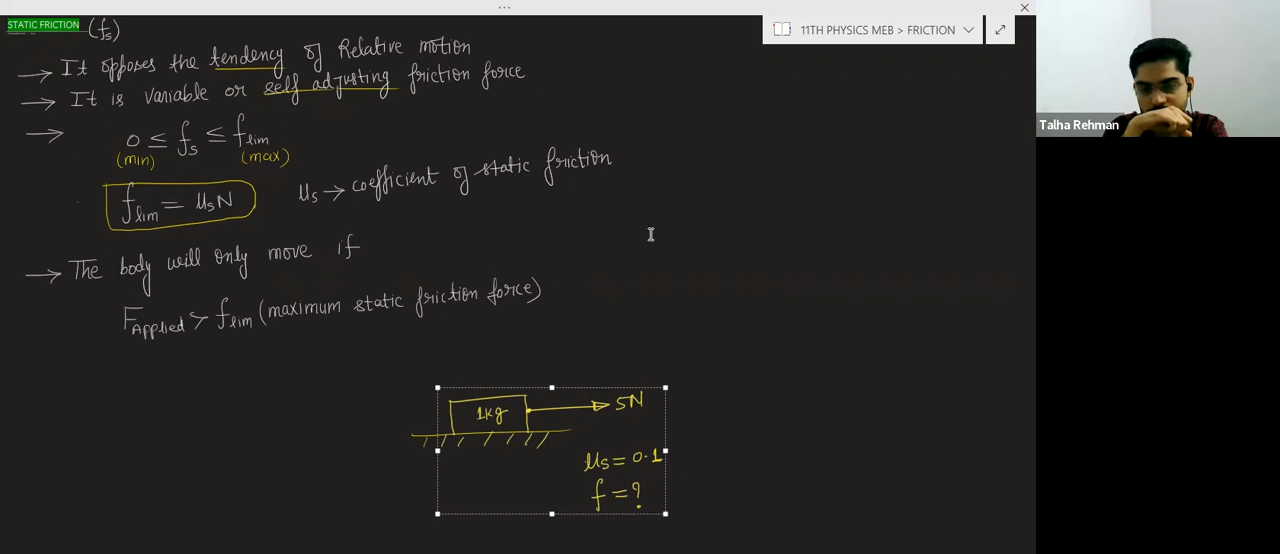 STATIC FRICTION (fs)
11TH PHYSICS MEB > FRICTION
→ It opposes the tendency of Relative motion
→ It is variable or self adjusting friction force
→ 0 ≤ fs ≤ flim
(min) (max)
flim = μsN μs → coefficient of static friction
→ The body will only move if
FApplied > flim (maximum static friction force)
1kg 5N
μs = 0.1
f = ?
Talha Rehman